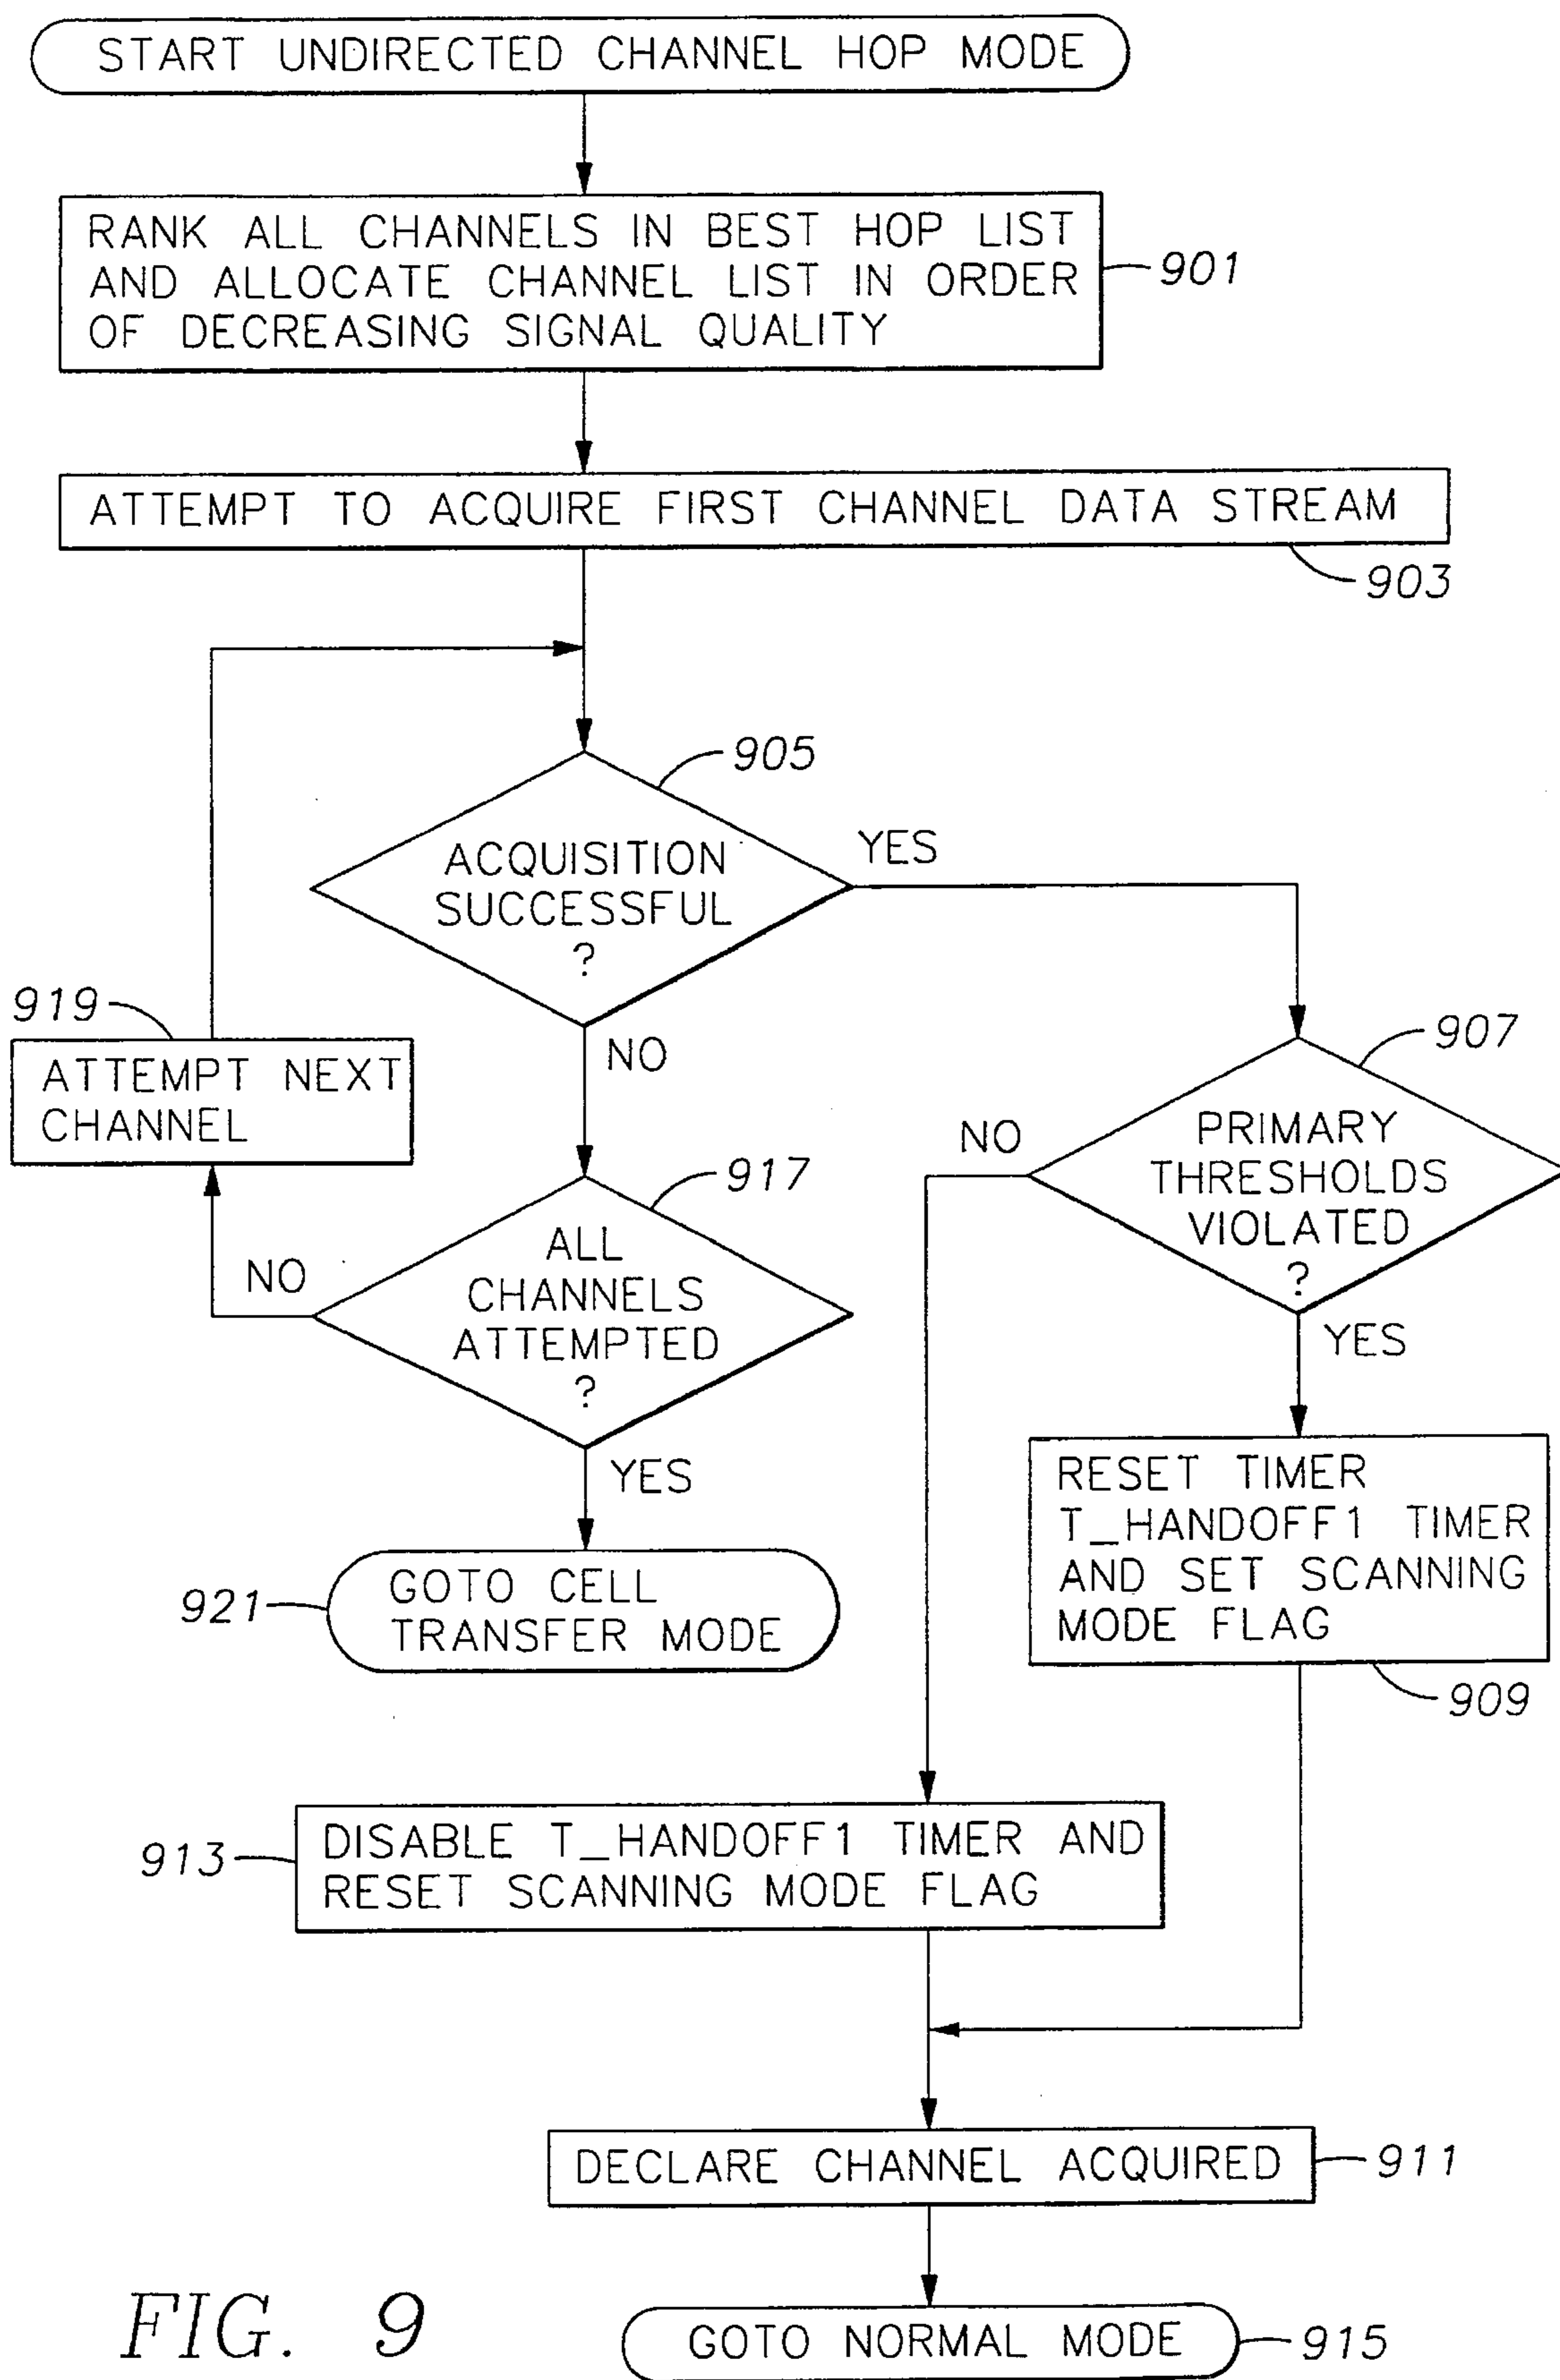 START UNDIRECTED CHANNEL HOP MODE
RANK ALL CHANNELS IN BEST HOP LIST
AND ALLOCATE CHANNEL LIST IN ORDER
OF DECREASING SIGNAL QUALITY
901
ATTEMPT TO ACQUIRE FIRST CHANNEL DATA STREAM
903
905
ACQUISITION
SUCCESSFUL
?
YES
NO
919
ATTEMPT NEXT
CHANNEL
907
PRIMARY
THRESHOLDS
VIOLATED
?
NO
YES
917
ALL
CHANNELS
ATTEMPTED
?
NO
YES
RESET TIMER
T_HANDOFF1 TIMER
AND SET SCANNING
MODE FLAG
909
921
GOTO CELL
TRANSFER MODE
913
DISABLE T_HANDOFF1 TIMER AND
RESET SCANNING MODE FLAG
DECLARE CHANNEL ACQUIRED
911
GOTO NORMAL MODE
915
FIG. 9